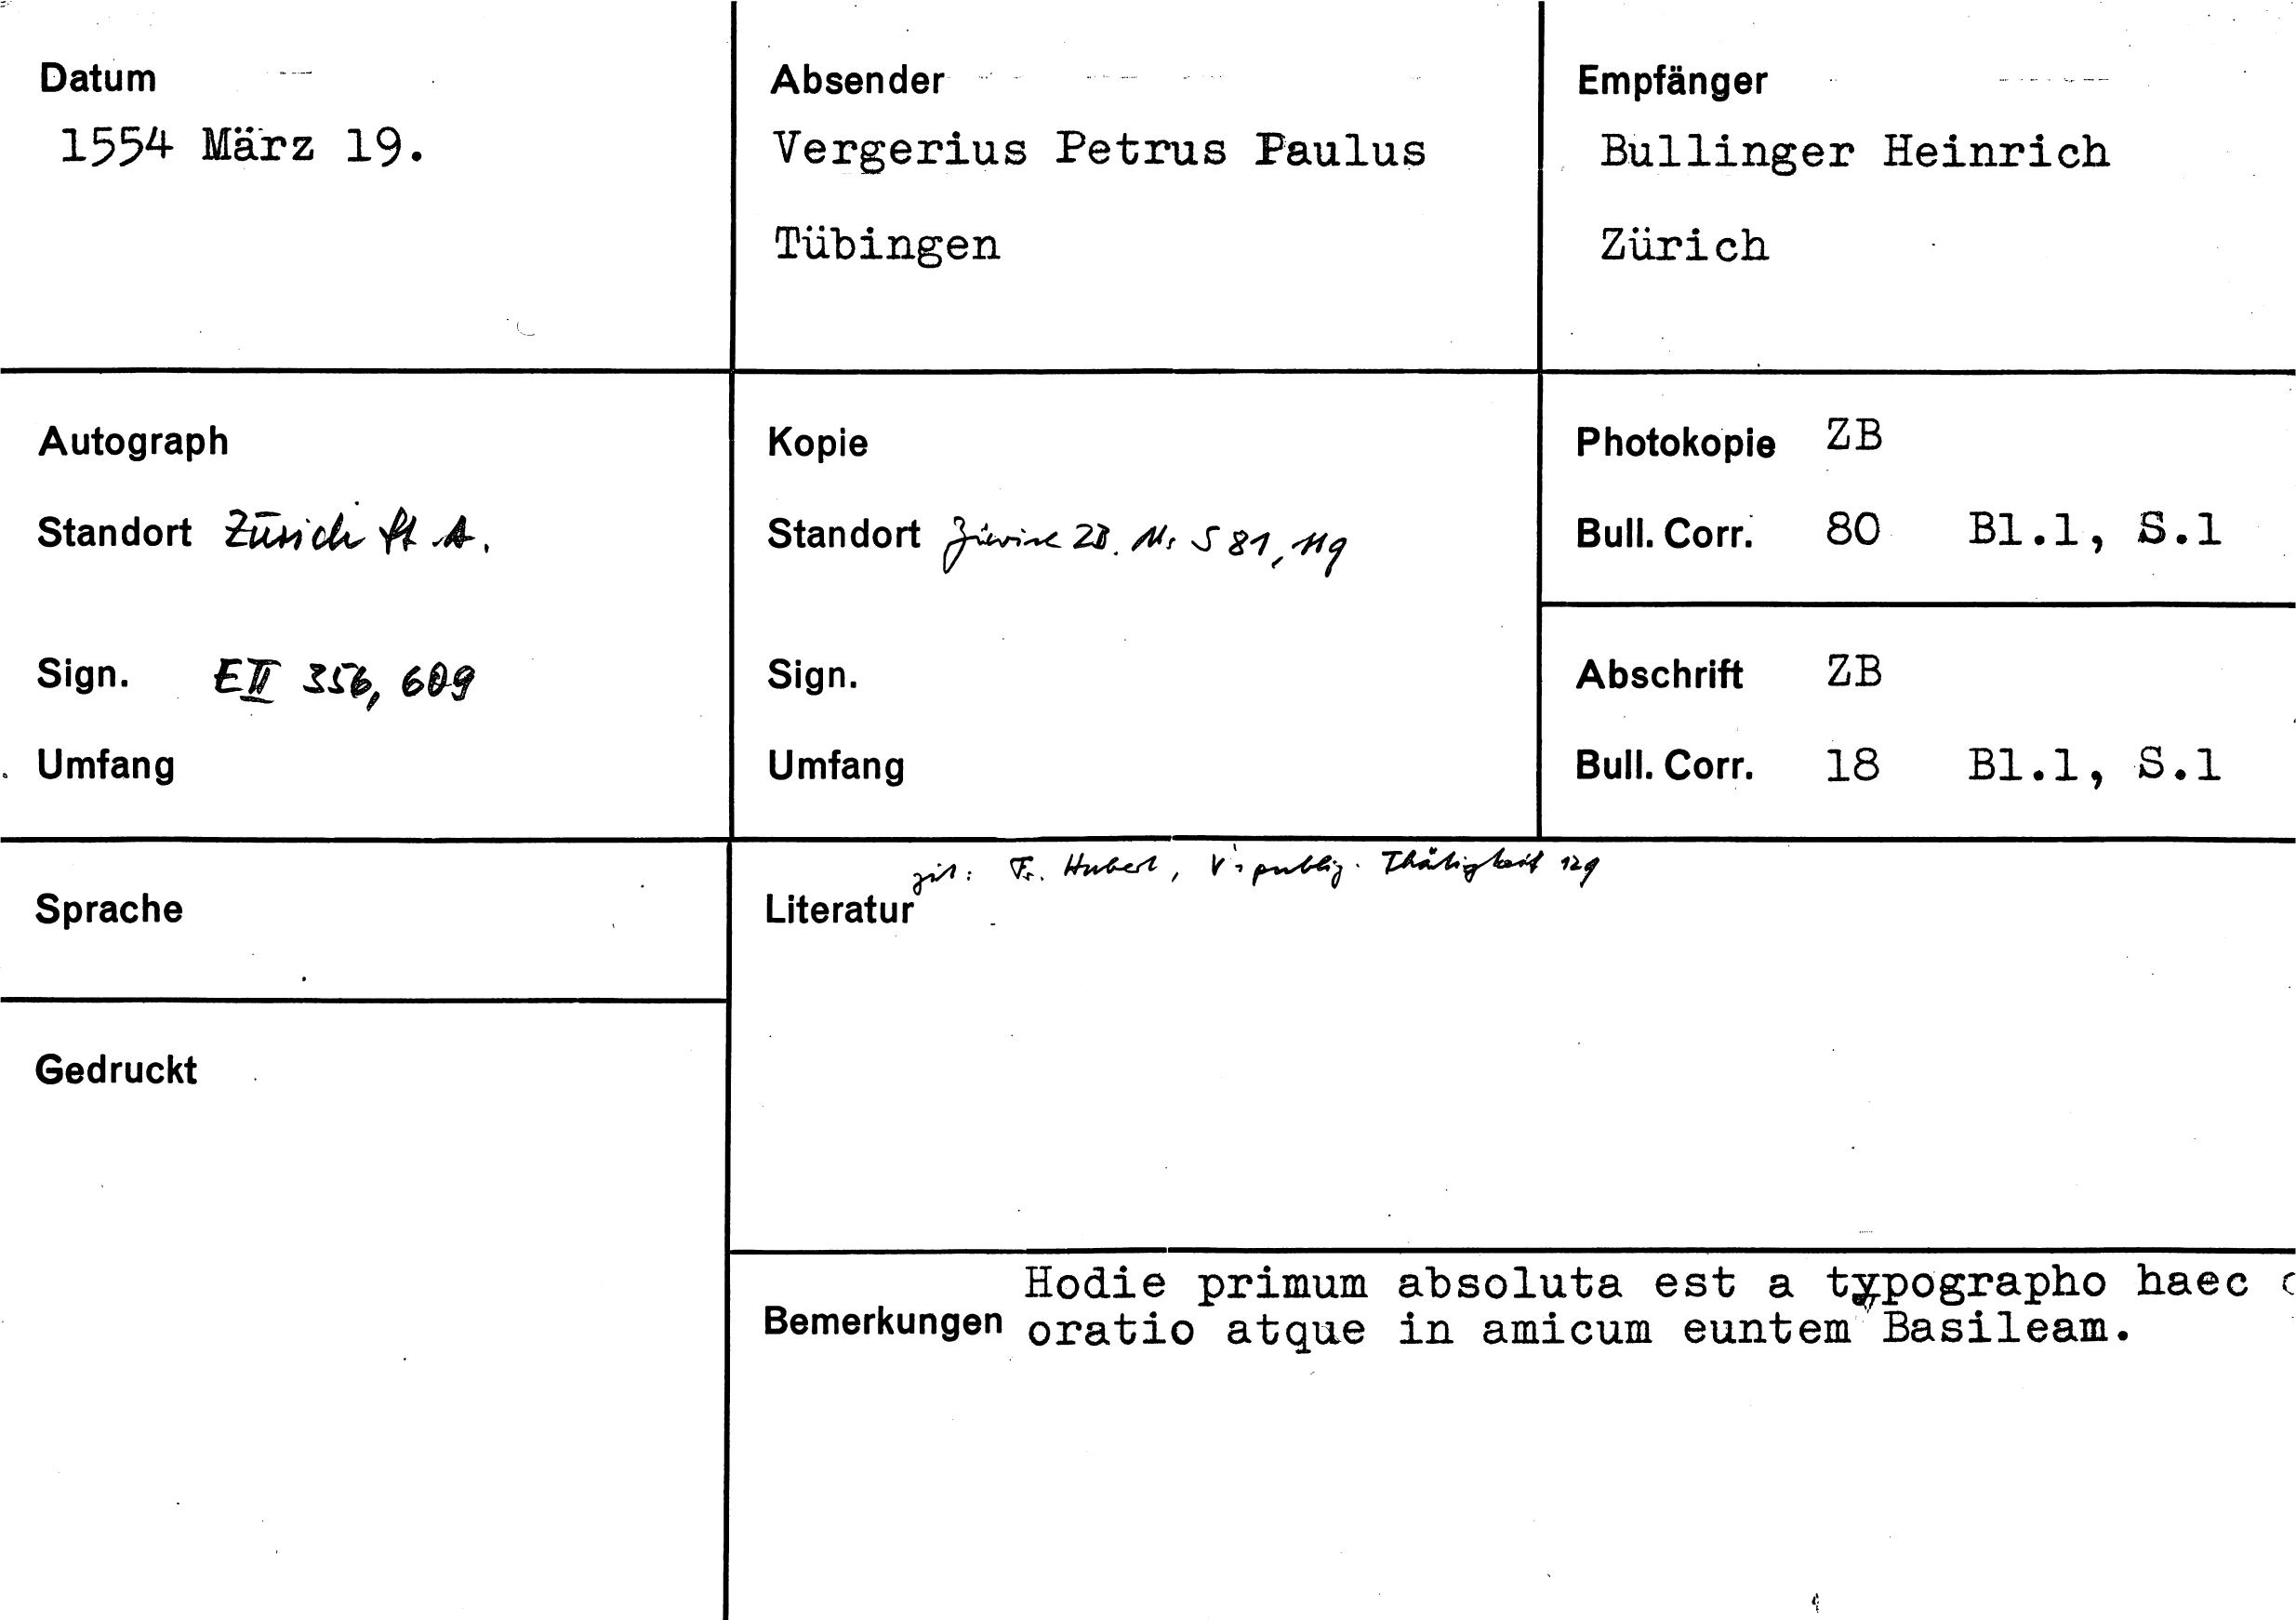 Datum
1554 März 19.
Absender
Vergerius Petrus Paulus
Tübingen
Empfänger
Bullinger Heinrich
Zürich
Autograph
Standort Zürich St. A.
Sign. EII 356, 609
Umfang
Kopie
Standort Zürich ZB. Ms S 81, 119
Sign.
Umfang
Photokopie ZB
Bull. Corr. 80 Bl.1, S.1
Abschrift ZB
Bull. Corr. 18 Bl.1, S.1
Sprache
Gedruckt
zit: Fr. Hubert, V's publiz. Thätigkeit 129
Literatur
Hodie primum absoluta est a typographo haec
Bemerkungen oratio atque in amicum euntem Basileam.